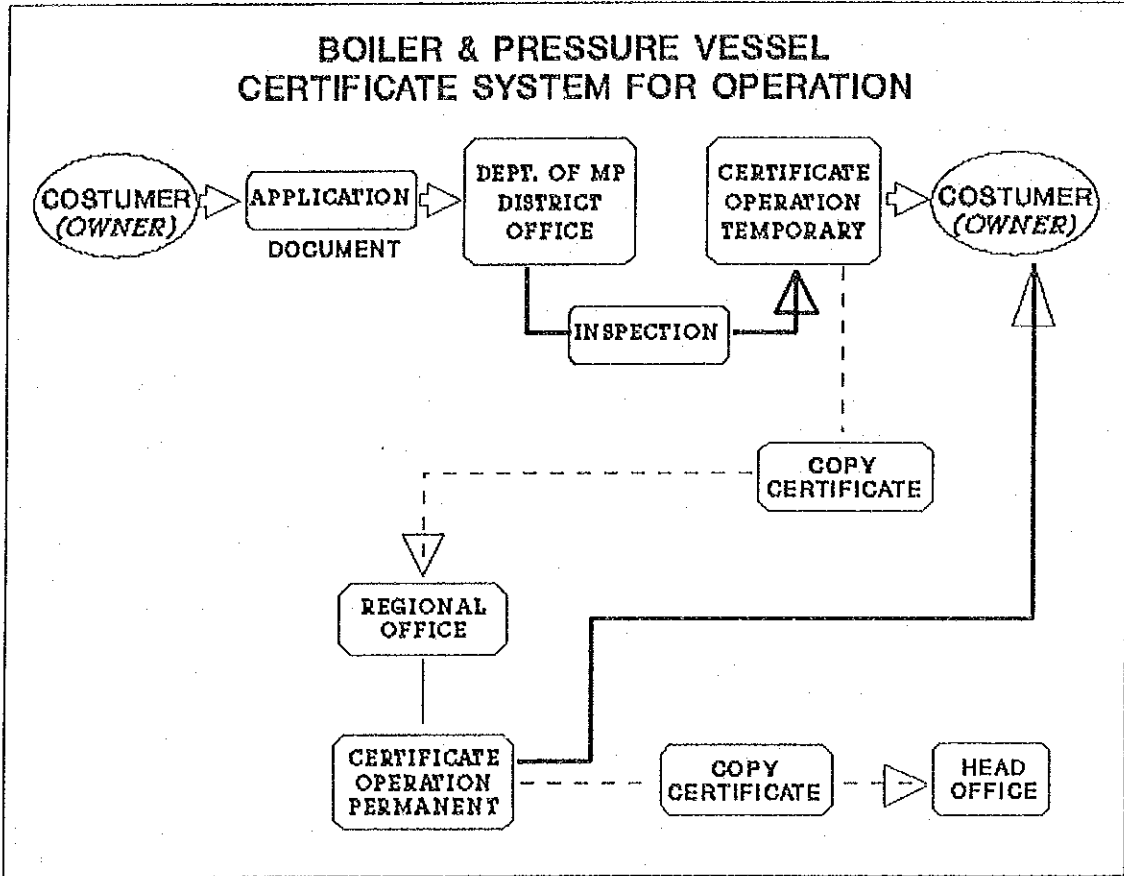 BOILER & PRESSURE VESSEL
CERTIFICATE SYSTEM FOR OPERATION
COSTUMER
(OWNER)
APPLICATION
DOCUMENT
DEPT. OF MP
DISTRICT
OFFICE
CERTIFICATE
OPERATION
TEMPORARY
COSTUMER
(OWNER)
INSPECTION
COPY
CERTIFICATE
REGIONAL
OFFICE
CERTIFICATE
OPERATION
PERMANENT
COPY
CERTIFICATE
HEAD
OFFICE